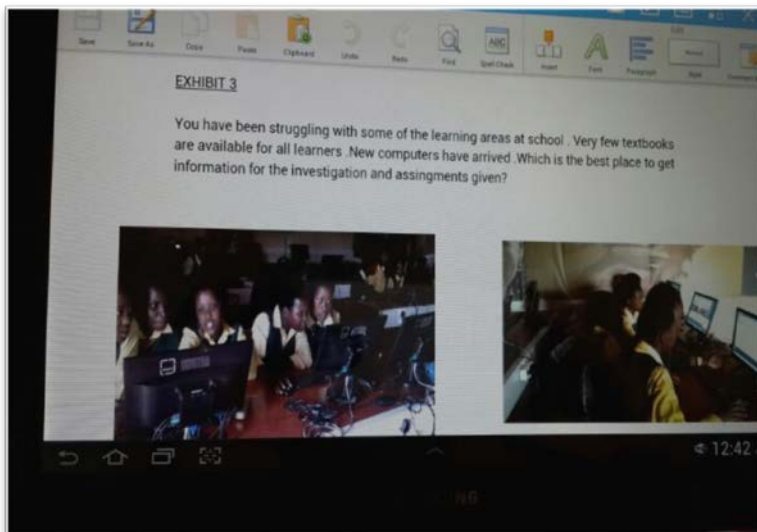 Save
Save As
Copy
Paste
Clipboard
Undo
Redo
Find
ABC
Spell Check
Insert
Font
Paragraph
Style
EXHIBIT 3
You have been struggling with some of the learning areas at school . Very few textbooks
are available for all learners .New computers have arrived .Which is the best place to get
information for the investigation and assingments given?
12:42